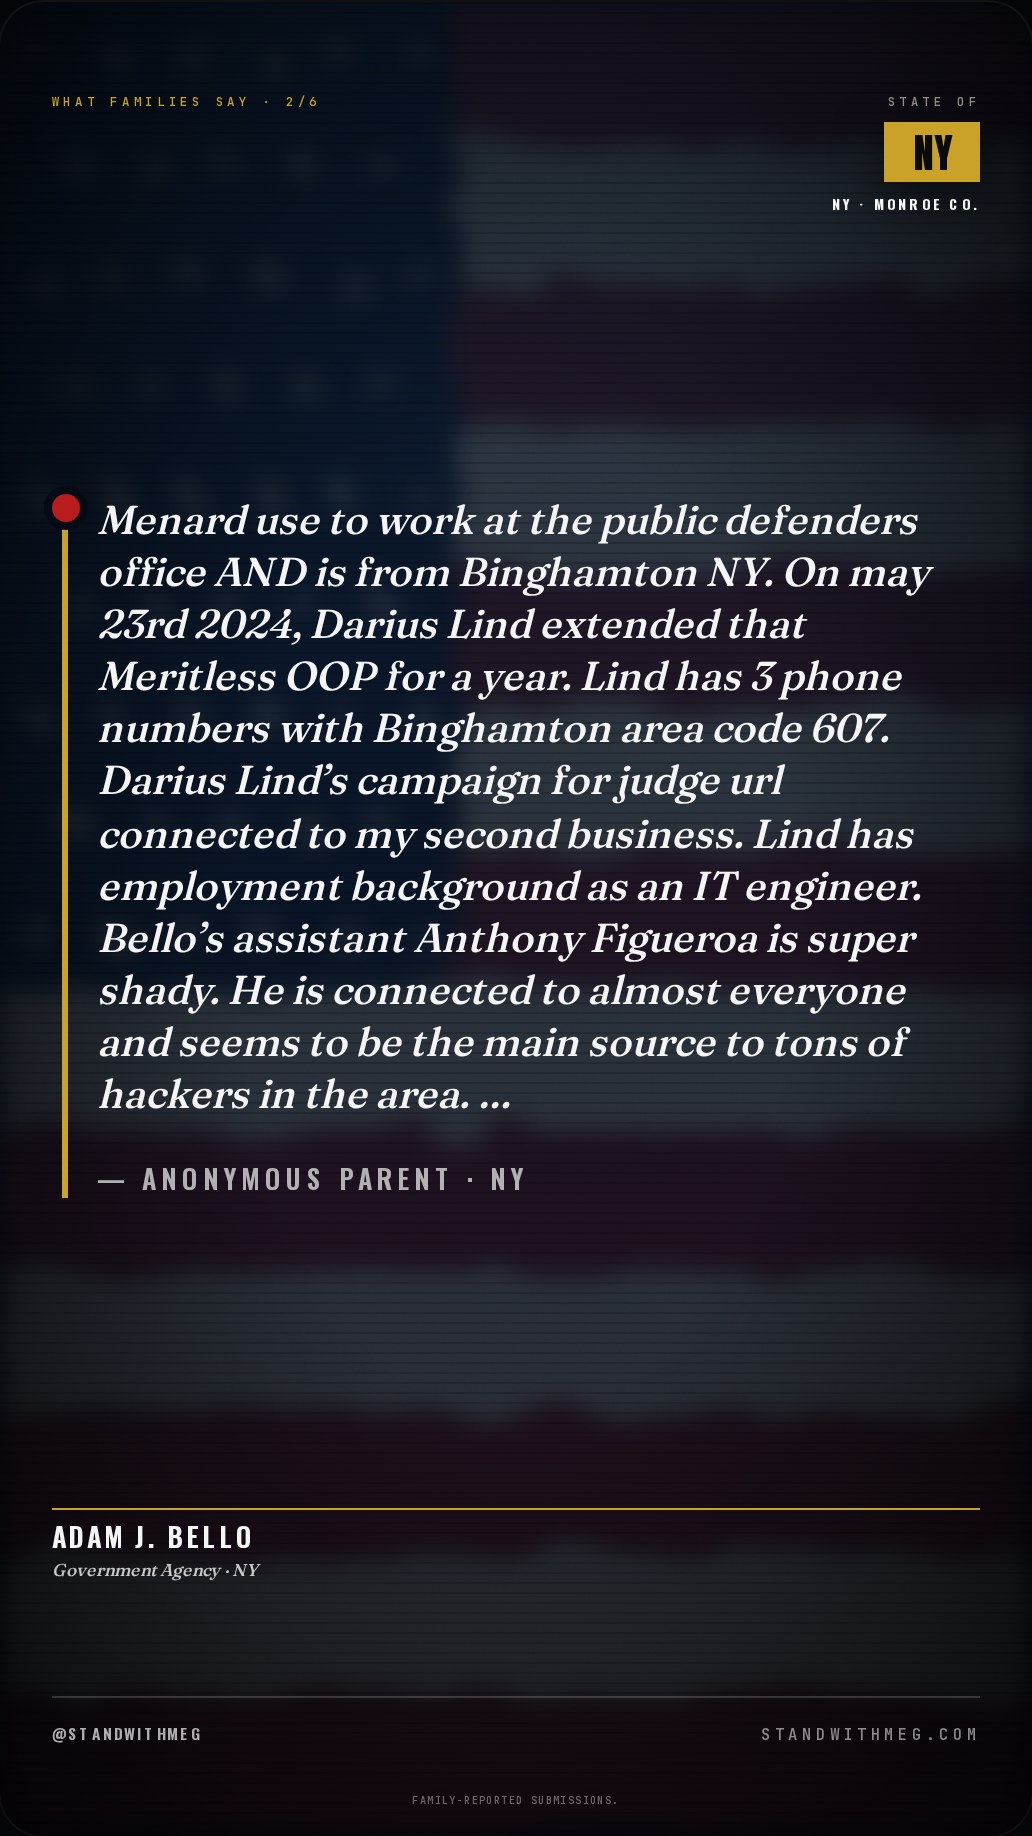 WHAT FAMILIES SAY · 2/6
STATE OF
NY
NY · MONROE CO.
Menard use to work at the public defenders
office AND is from Binghamton NY. On may
23rd 2024, Darius Lind extended that
Meritless OOP for a year. Lind has 3 phone
numbers with Binghamton area code 607.
Darius Lind’s campaign for judge url
connected to my second business. Lind has
employment background as an IT engineer.
Bello’s assistant Anthony Figueroa is super
shady. He is connected to almost everyone
and seems to be the main source to tons of
hackers in the area. ...
— ANONYMOUS PARENT · NY
ADAM J. BELLO
Government Agency · NY
@STANDWITHMEG
STANDWITHMEG.COM
FAMILY-REPORTED SUBMISSIONS.